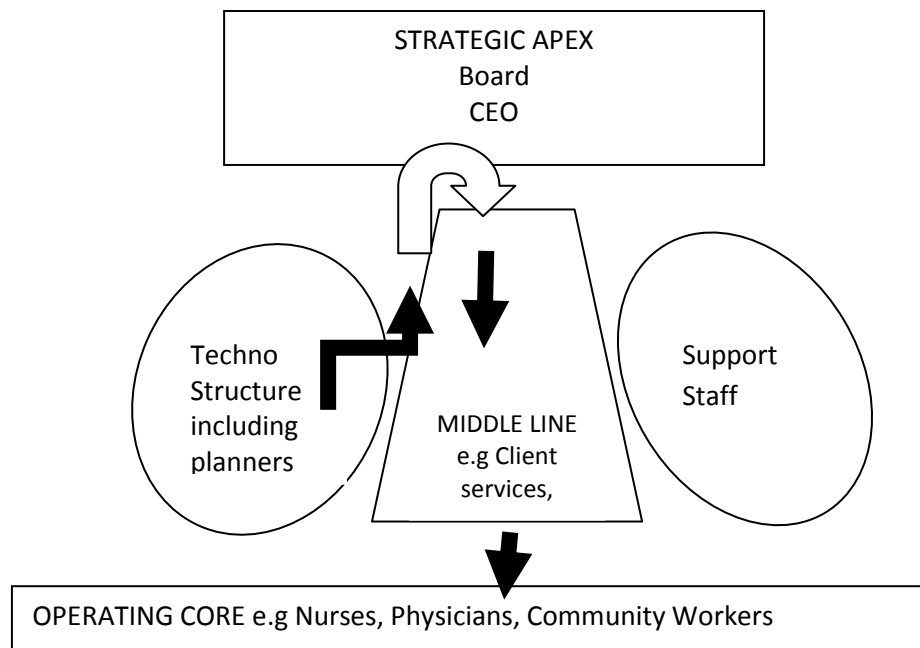 STRATEGIC APEX
Board
CEO
Techno
Structure
including
planners
MIDDLE LINE
e.g Client
services,
Support
Staff
OPERATING CORE e.g Nurses, Physicians, Community Workers